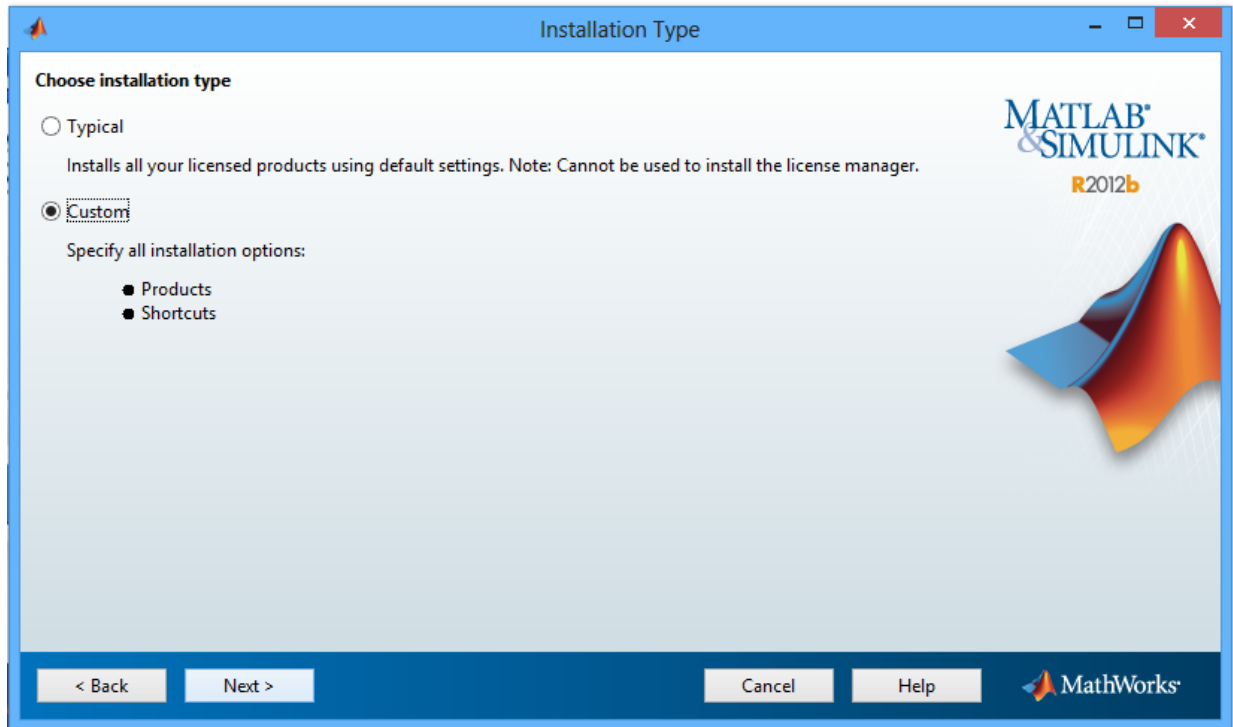 Installation Type
Choose installation type
Typical
Installs all your licensed products using default settings. Note: Cannot be used to install the license manager.
Custom
Specify all installation options:
Products
Shortcuts
MATLAB®
&SIMULINK®
R2012b
< Back
Next >
Cancel
Help
MathWorks®